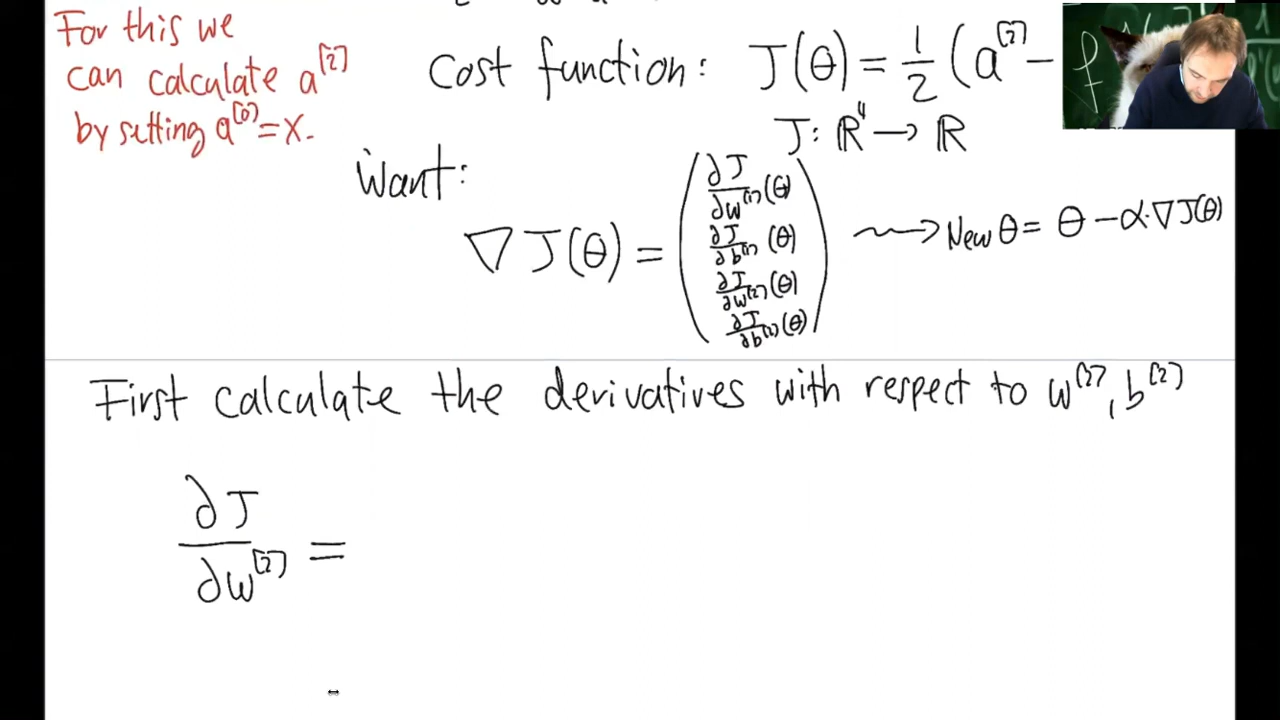 For this we
can calculate a^[2]
by setting a^[0] = x.
Cost function: J(θ) = 1/2 (a^[2] −
J: ℝ^4 → ℝ
Want:
∇J(θ) = ( ∂J/∂w^[1] (θ)
∂J/∂b^[1] (θ)
∂J/∂w^[2] (θ)
∂J/∂b^[2] (θ) )
⟿ New θ = θ − α·∇J(θ)
First calculate the derivatives with respect to w^[2], b^[2]
∂J/∂w^[2] =